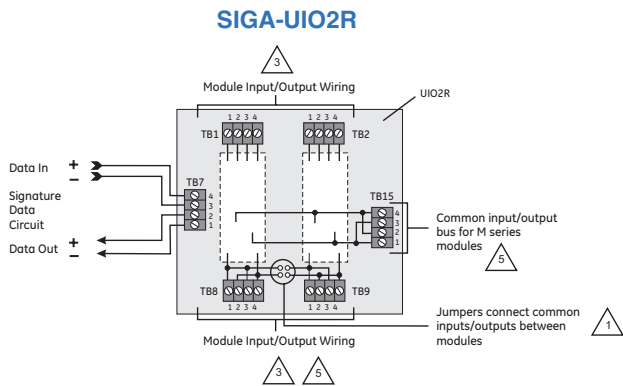 SIGA-UIO2R
3
Module Input/Output Wiring
UIO2R
1 2 3 4
1 2 3 4
TB1
TB2
Data In + −
TB7
4
3
2
1
Signature
Data
Circuit
Data Out + −
TB15
4
3
2
1
Common input/output
bus for M series
modules
5
TB8
TB9
1 2 3 4
1 2 3 4
Jumpers connect common
inputs/outputs between
modules
1
Module Input/Output Wiring
3
5